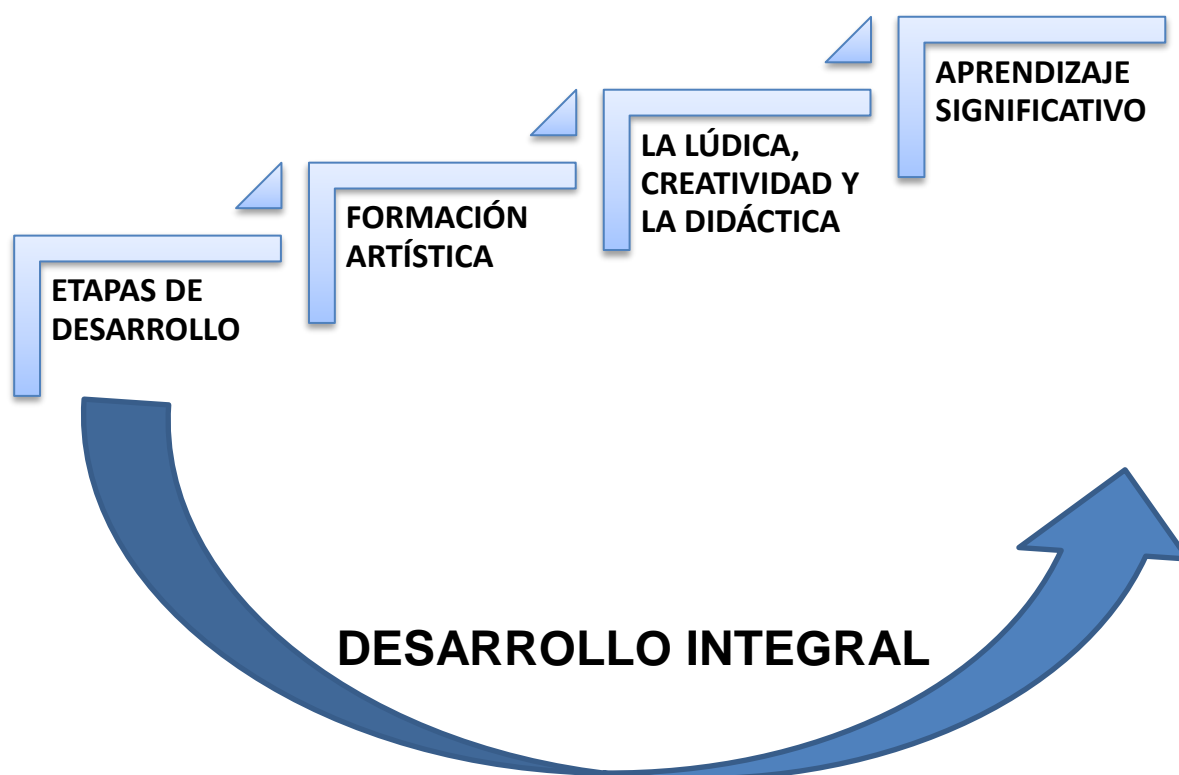 ETAPAS DE
DESARROLLO
FORMACIÓN
ARTÍSTICA
LA LÚDICA,
CREATIVIDAD Y
LA DIDÁCTICA
APRENDIZAJE
SIGNIFICATIVO
DESARROLLO INTEGRAL